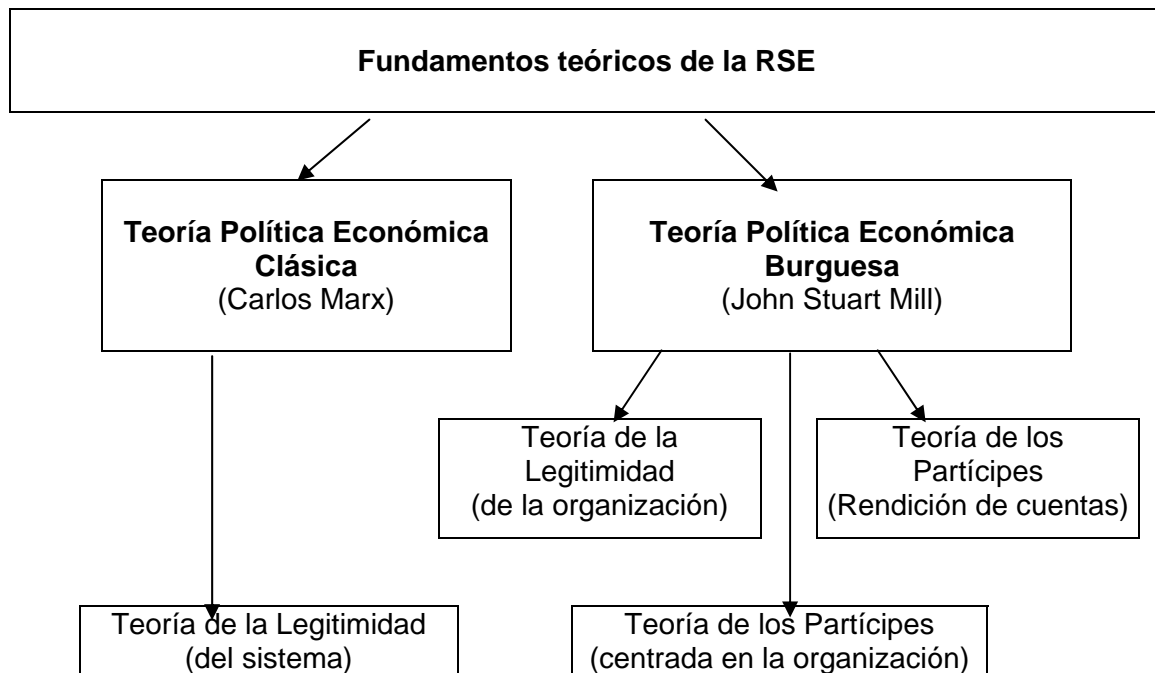 Fundamentos teóricos de la RSE
Teoría Política Económica
Clásica
(Carlos Marx)
Teoría Política Económica
Burguesa
(John Stuart Mill)
Teoría de la
Legitimidad
(de la organización)
Teoría de los
Partícipes
(Rendición de cuentas)
Teoría de la Legitimidad
(del sistema)
Teoría de los Partícipes
(centrada en la organización)